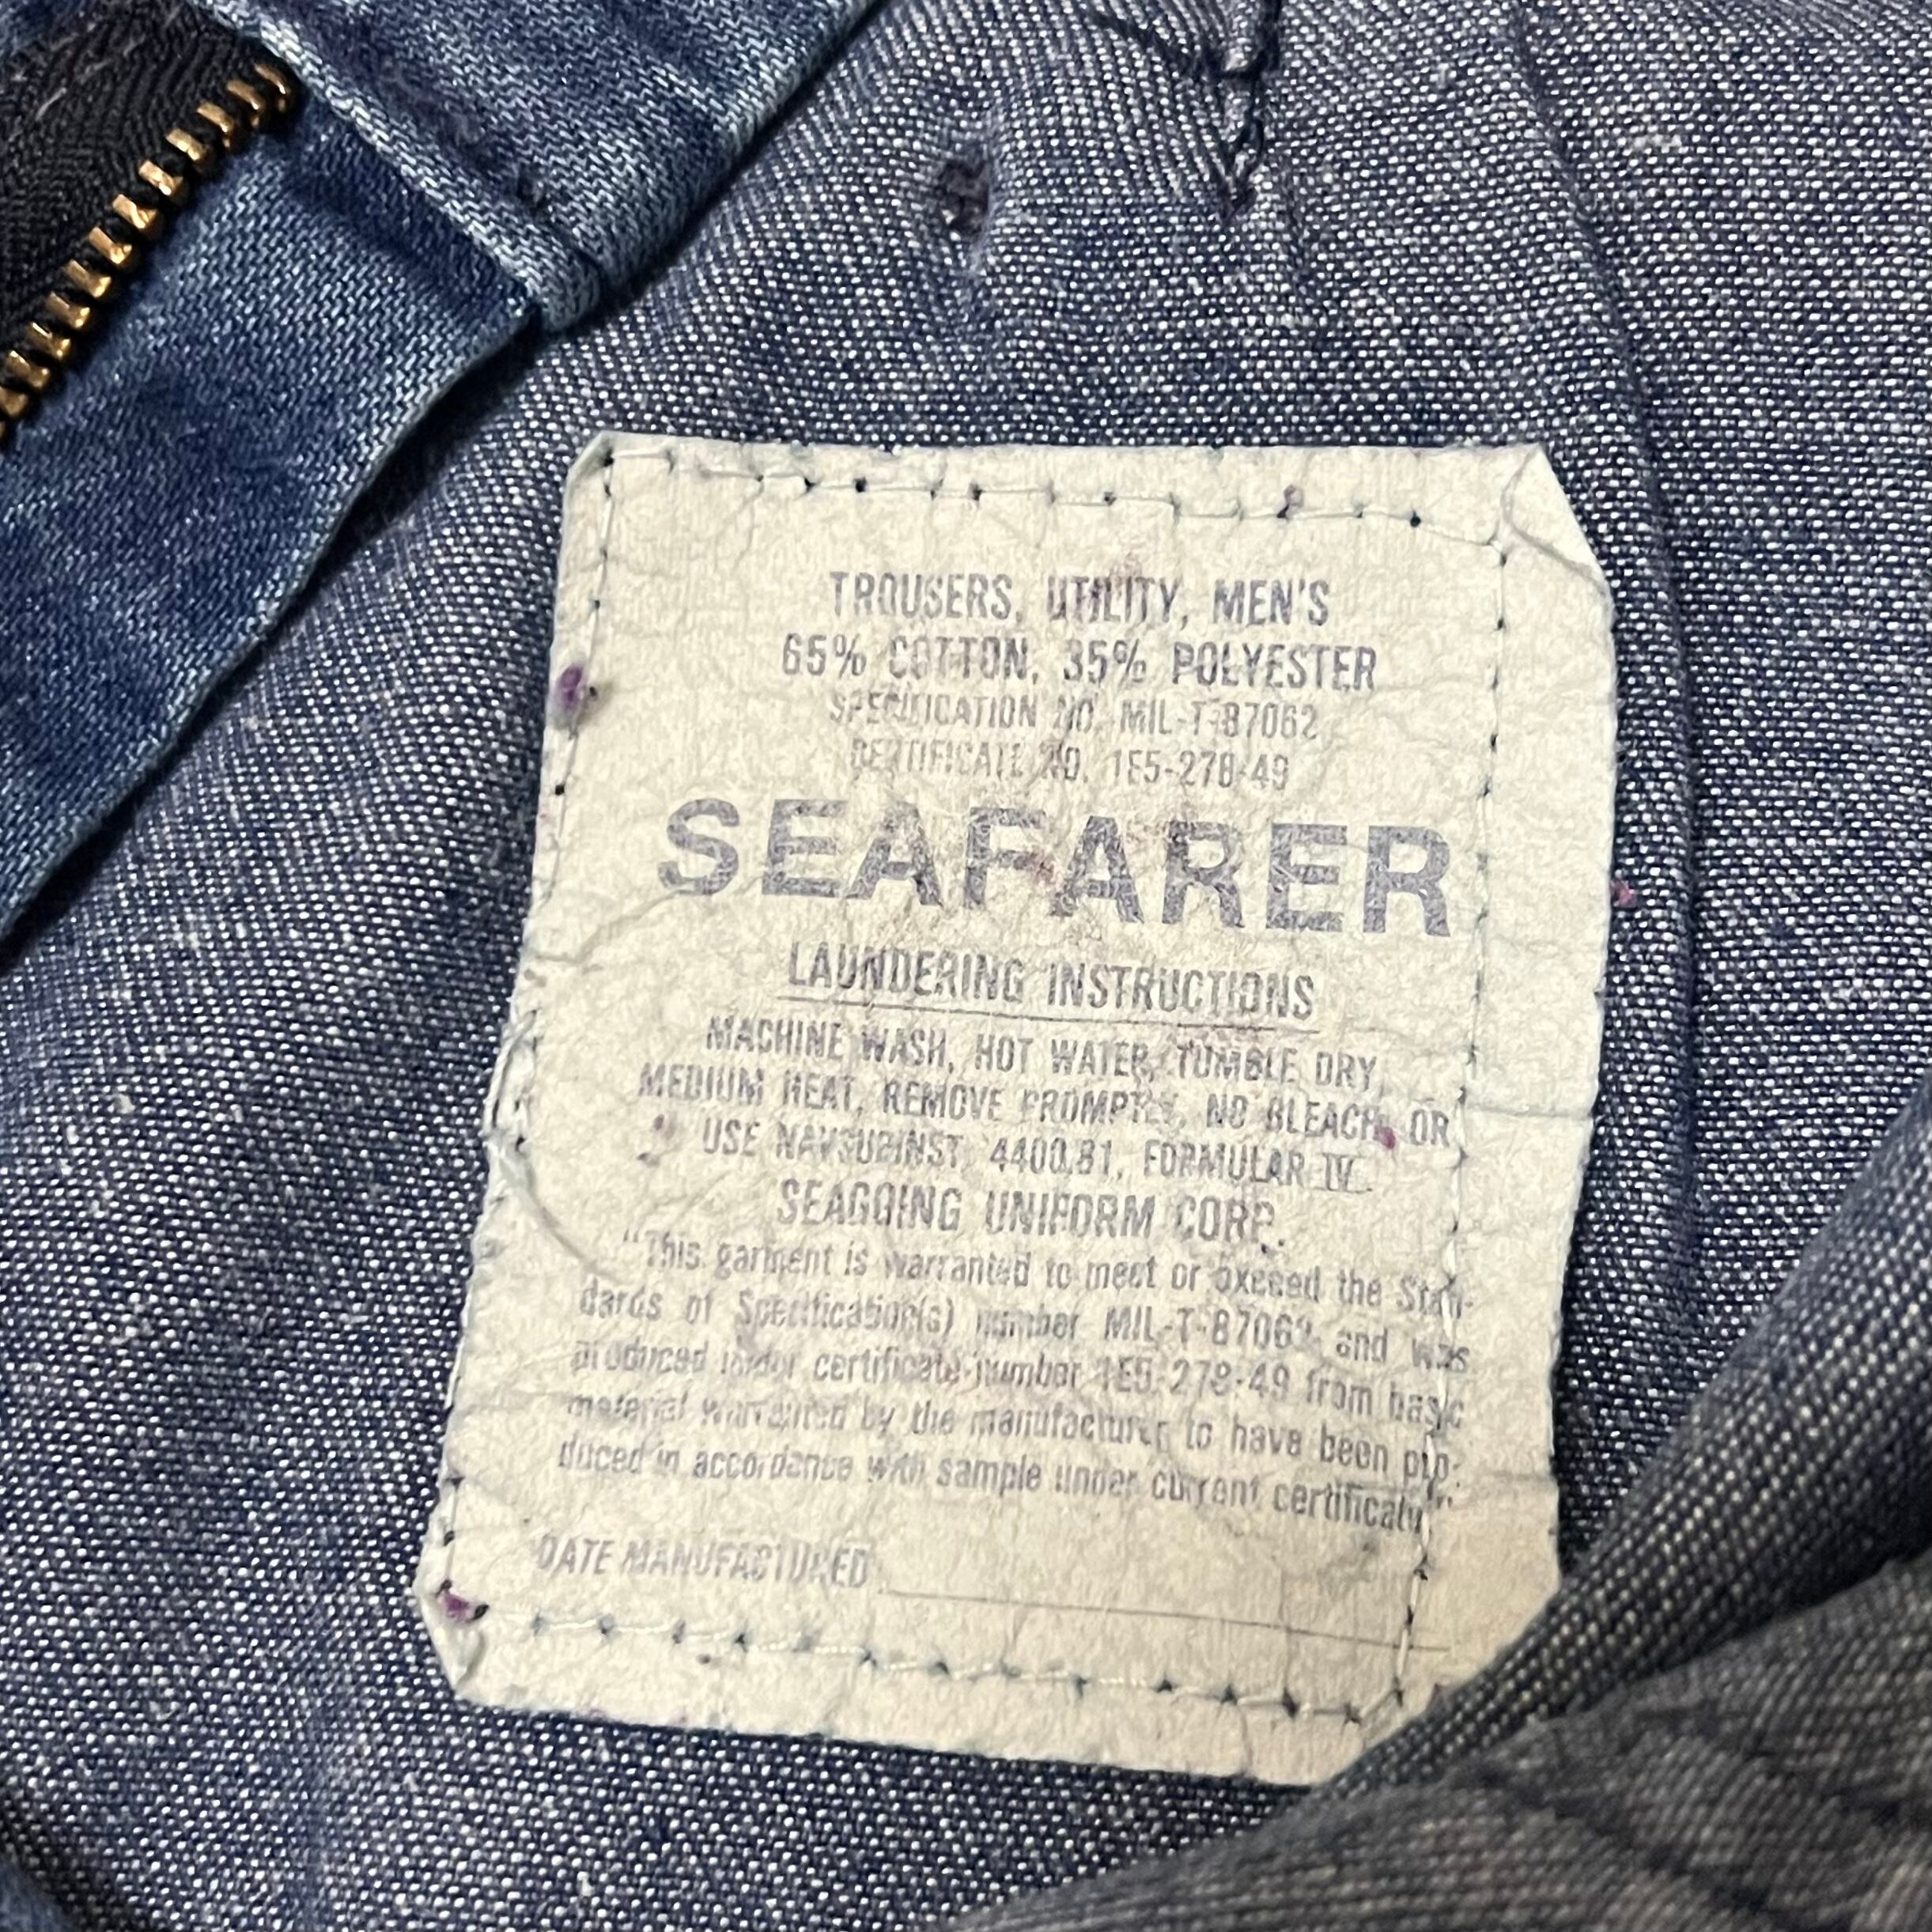 TROUSERS, UTILITY, MEN'S
65% COTTON, 35% POLYESTER
SPECIFICATION NO. MIL-T-87062
CERTIFICATE NO. 1E5-278-49
SEAFARER
LAUNDERING INSTRUCTIONS
MACHINE WASH, HOT WATER, TUMBLE DRY,
MEDIUM HEAT, REMOVE PROMPTLY, NO BLEACH, OR
USE NAVSUPINST, 4400.81, FORMULAR IV.
SEAGOING UNIFORM CORP.
"This garment is warranted to meet or exceed the Stan-
dards of Specification(s) number MIL-T-87062 and was
produced under certificate number 1E5-278-49 from basic
material warranted by the manufacturer to have been pro-
duced in accordance with sample under current certificate"
DATE MANUFACTURED